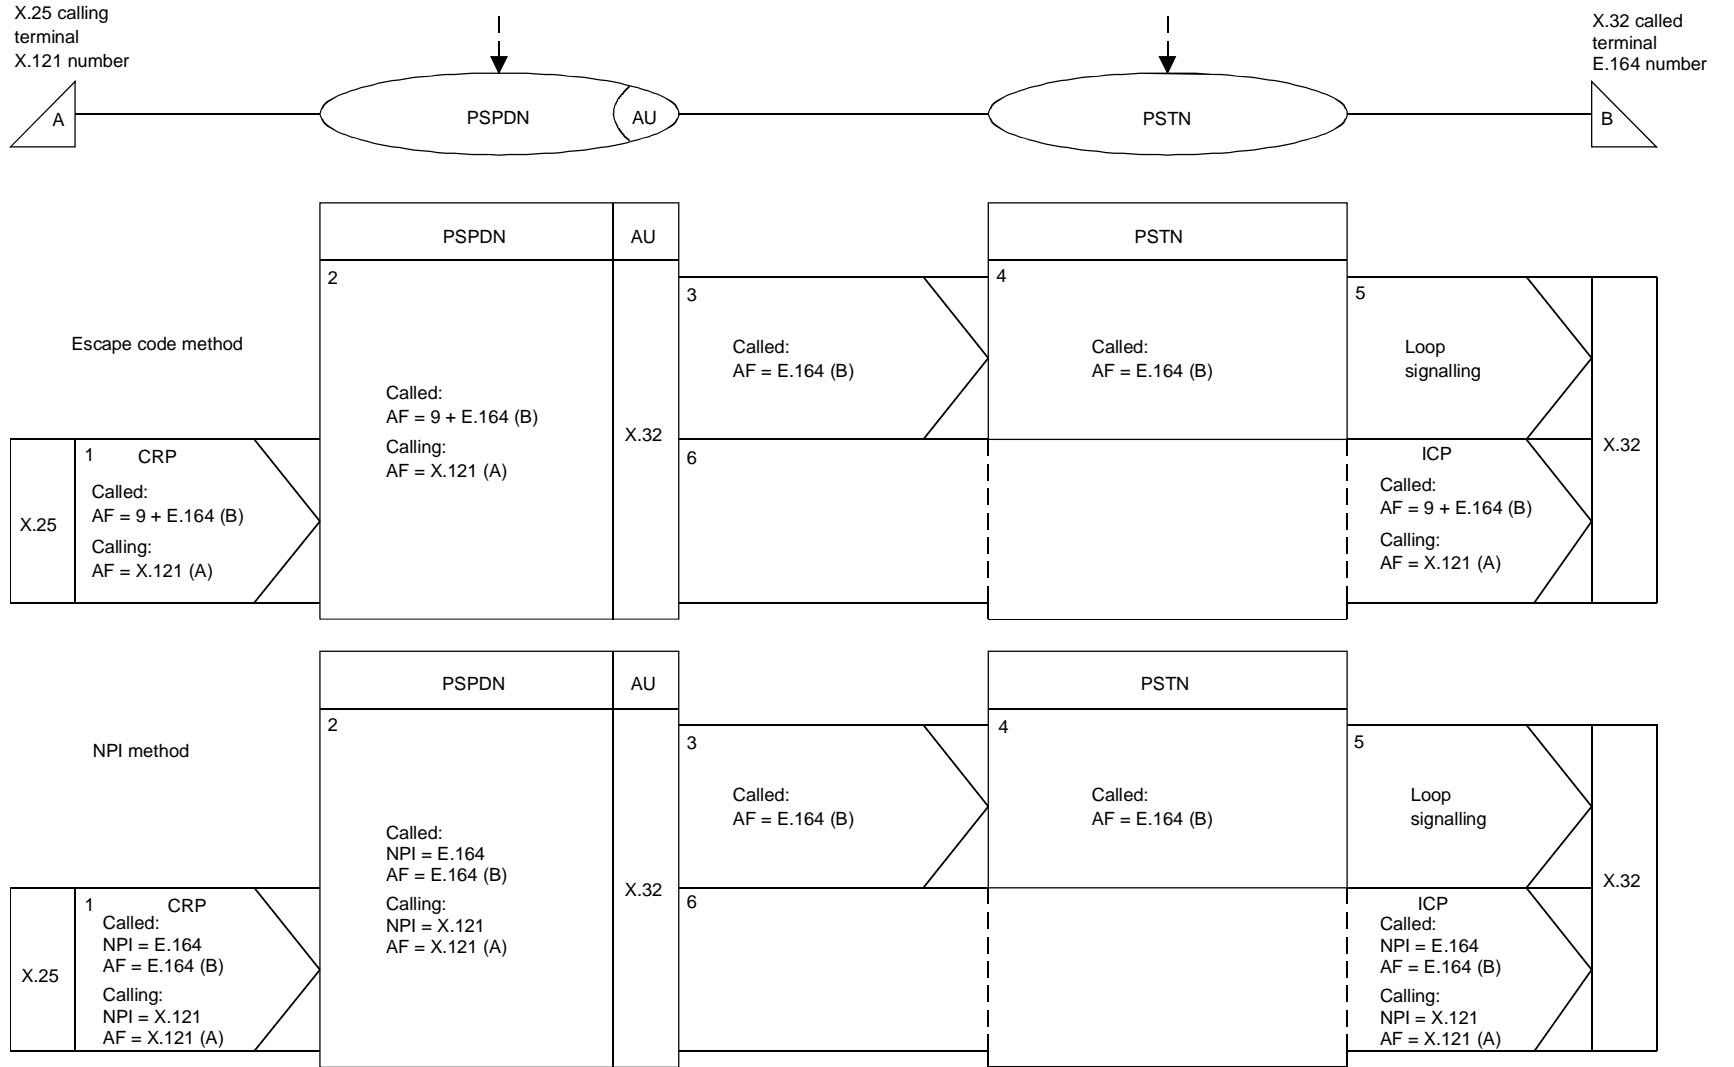 X.25 calling
terminal
X.121 number
X.32 called
terminal
E.164 number
A
PSPDN
AU
PSTN
B
PSPDN
AU
PSTN
Escape code method
X.25
1
CRP
Called:
AF = 9 + E.164 (B)
Calling:
AF = X.121 (A)
2
Called:
AF = 9 + E.164 (B)
Calling:
AF = X.121 (A)
X.32
3
Called:
AF = E.164 (B)
4
Called:
AF = E.164 (B)
5
Loop
signalling
6
ICP
Called:
AF = 9 + E.164 (B)
Calling:
AF = X.121 (A)
X.32
PSPDN
AU
PSTN
NPI method
X.25
1
CRP
Called:
NPI = E.164
AF = E.164 (B)
Calling:
NPI = X.121
AF = X.121 (A)
2
Called:
NPI = E.164
AF = E.164 (B)
Calling:
NPI = X.121
AF = X.121 (A)
X.32
3
Called:
AF = E.164 (B)
4
Called:
AF = E.164 (B)
5
Loop
signalling
6
ICP
Called:
NPI = E.164
AF = E.164 (B)
Calling:
NPI = X.121
AF = X.121 (A)
X.32